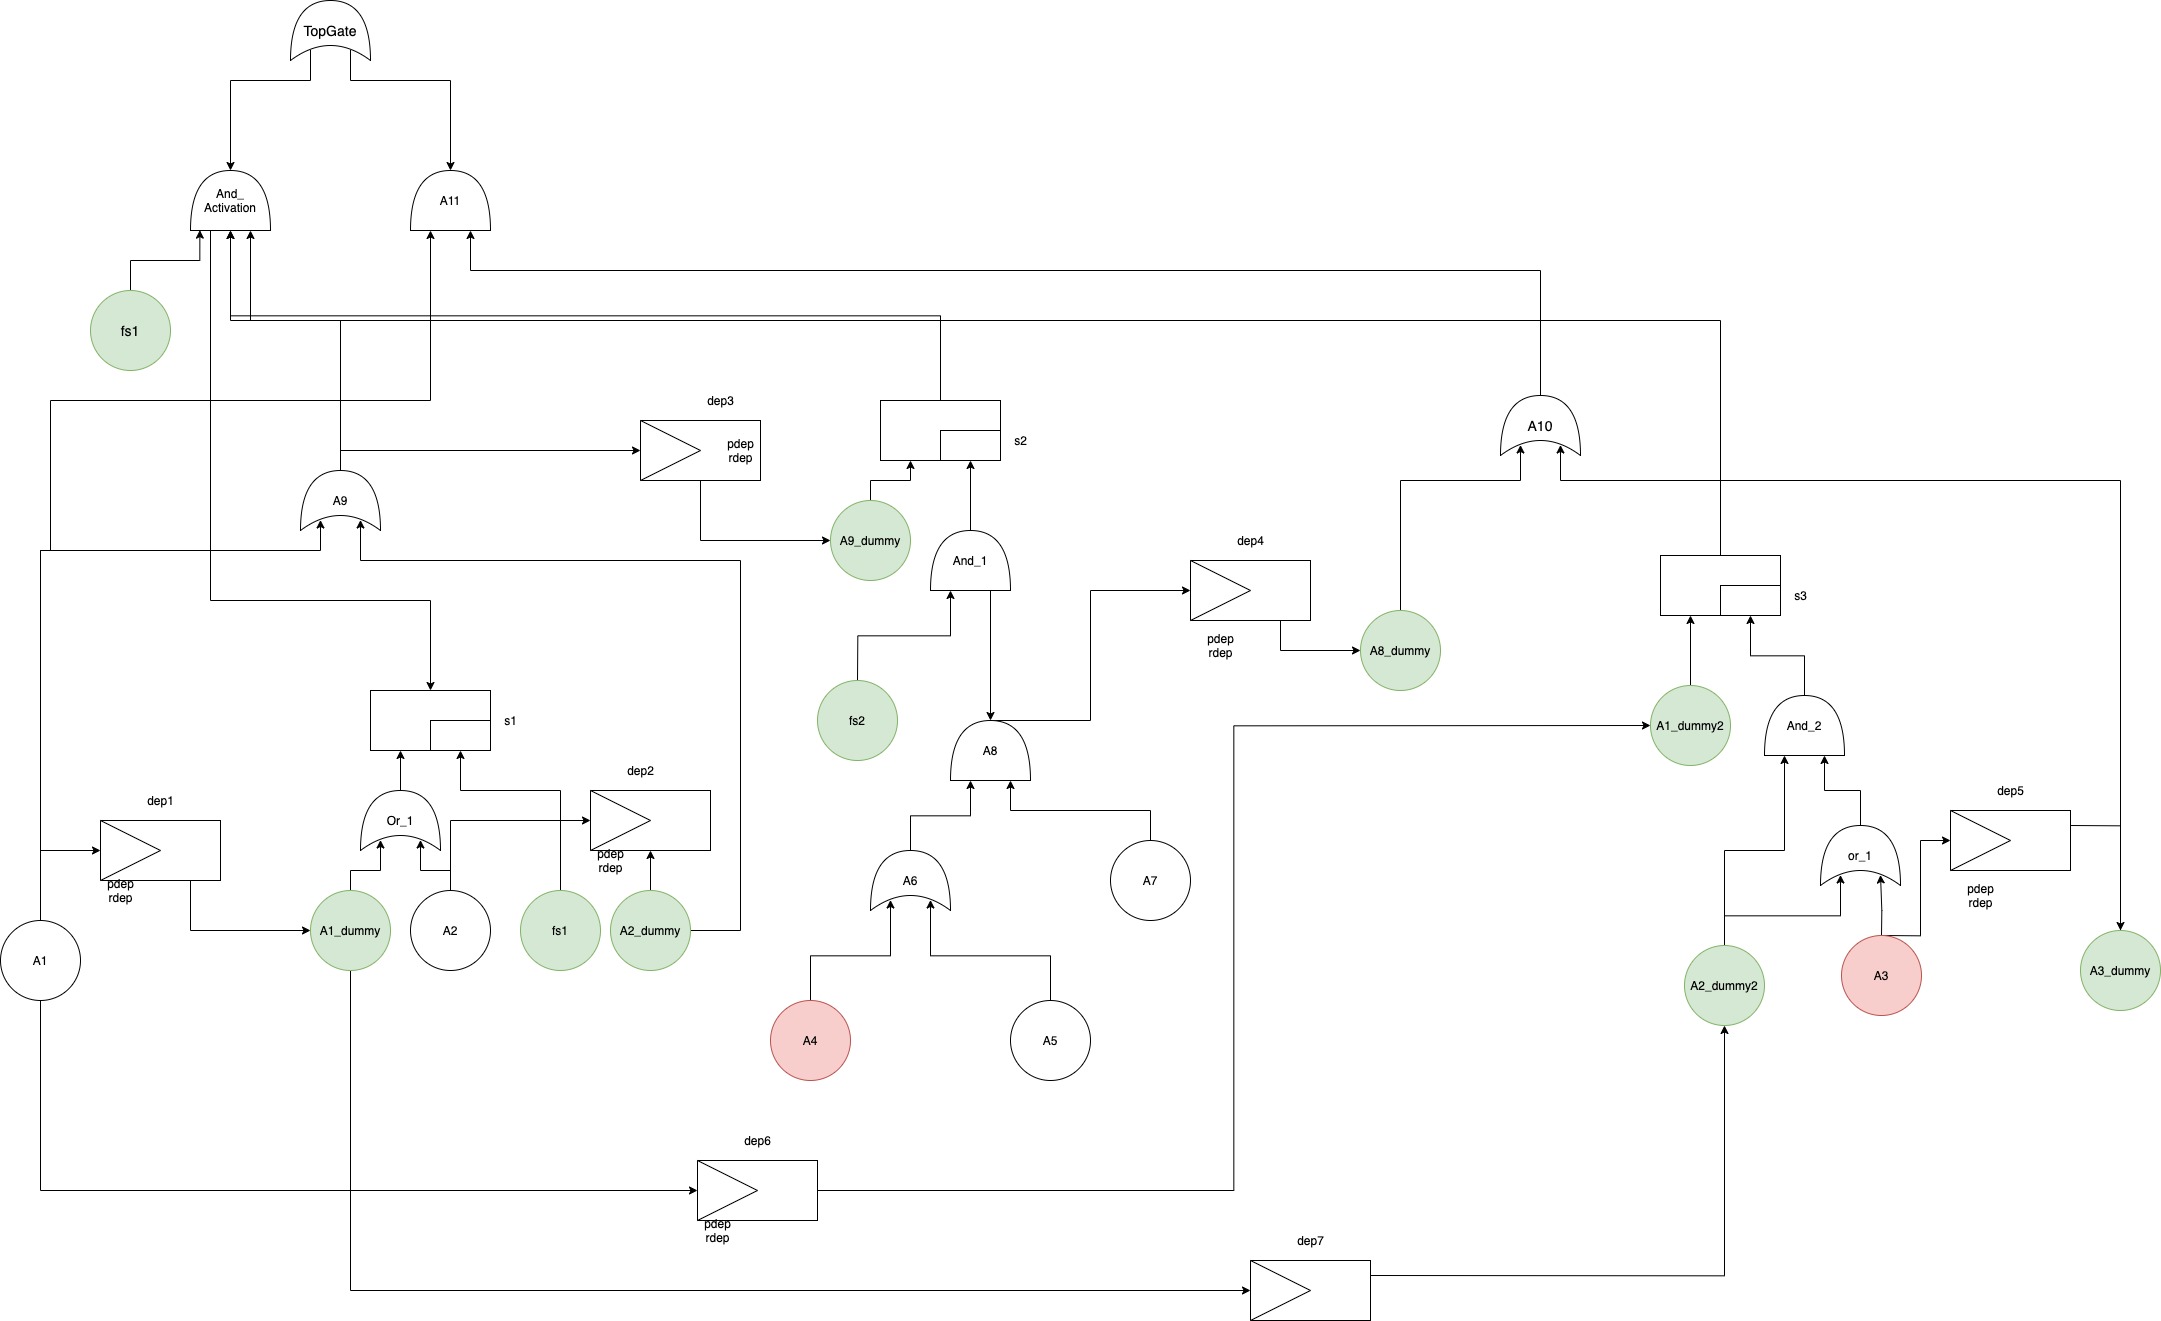 TopGate
And_
Activation
A11
fs1
dep3
pdep
rdep
s2
A10
A9
A9_dummy
And_1
dep4
pdep
rdep
A8_dummy
s3
fs2
s1
A1_dummy2
And_2
A8
dep2
pdep
rdep
dep1
pdep
rdep
Or_1
dep5
pdep
rdep
or_1
A6
A7
A1_dummy
A2
fs1
A2_dummy
A1
A2_dummy2
A3
A3_dummy
A4
A5
dep6
pdep
rdep
dep7